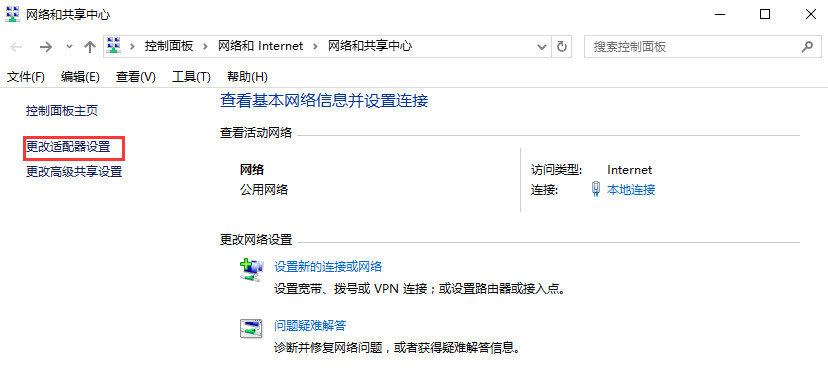 网络和共享中心
控制面板 网络和 Internet 网络和共享中心 搜索控制面板
文件(F) 编辑(E) 查看(V) 工具(T) 帮助(H)
控制面板主页
更改适配器设置
更改高级共享设置
查看基本网络信息并设置连接
查看活动网络
网络
公用网络
访问类型: Internet
连接: 本地连接
更改网络设置
设置新的连接或网络
设置宽带、拨号或 VPN 连接；或设置路由器或接入点。
问题疑难解答
诊断并修复网络问题，或者获得疑难解答信息。